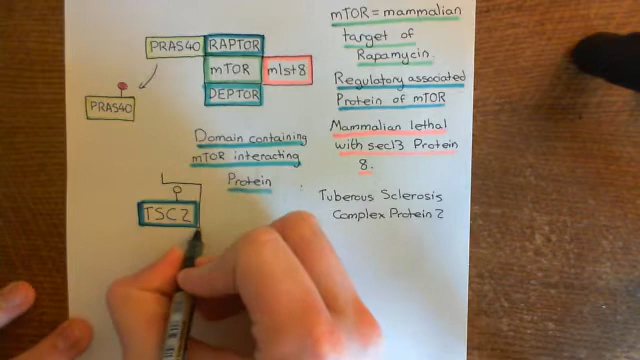 PRAS40 RAPTOR
mTOR mlst8
DEPTOR
PRAS40
Domain containing
mTOR interacting
Protein
TSC2
mTOR = mammalian
target of
Rapamycin
Regulatory associated
Protein of mTOR
Mammalian lethal
with sec13 Protein
8.
Tuberous Sclerosis
Complex Protein 2